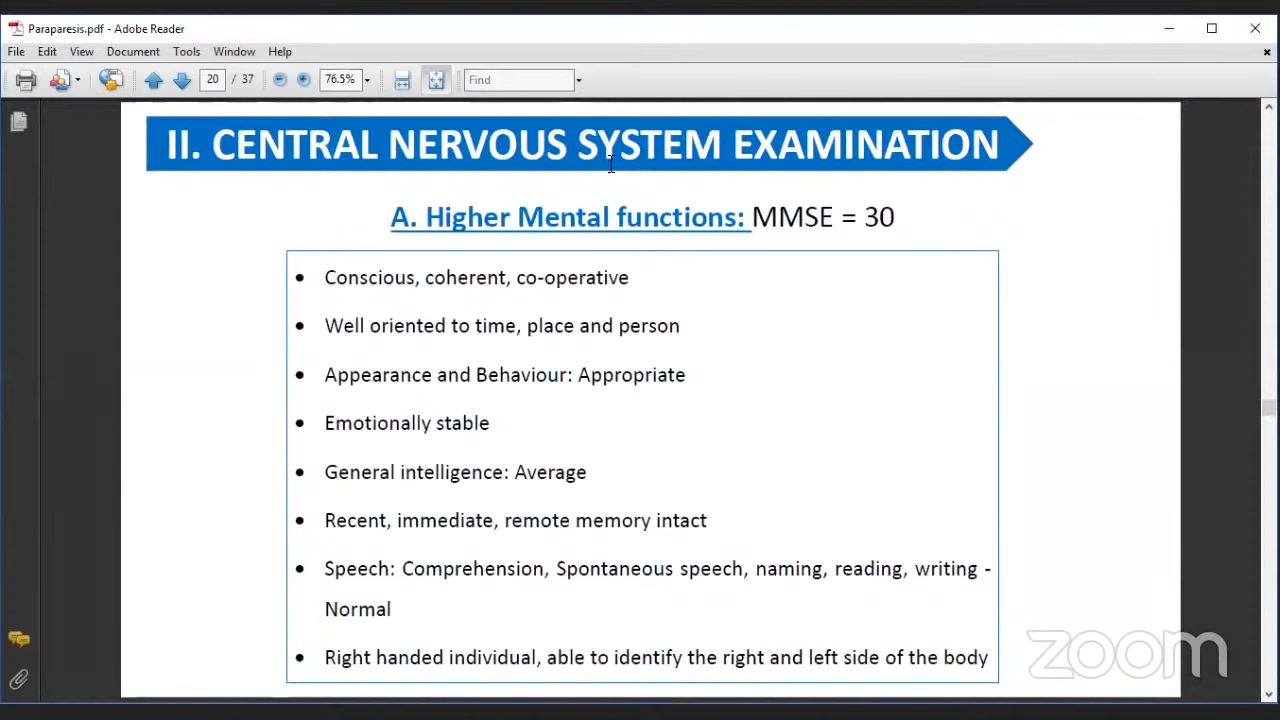 Paraparesis.pdf - Adobe Reader
File Edit View Document Tools Window Help
20 / 37 76.5% Find
II. CENTRAL NERVOUS SYSTEM EXAMINATION
A. Higher Mental functions: MMSE = 30
• Conscious, coherent, co-operative
• Well oriented to time, place and person
• Appearance and Behaviour: Appropriate
• Emotionally stable
• General intelligence: Average
• Recent, immediate, remote memory intact
• Speech: Comprehension, Spontaneous speech, naming, reading, writing -
Normal
• Right handed individual, able to identify the right and left side of the body
zoom